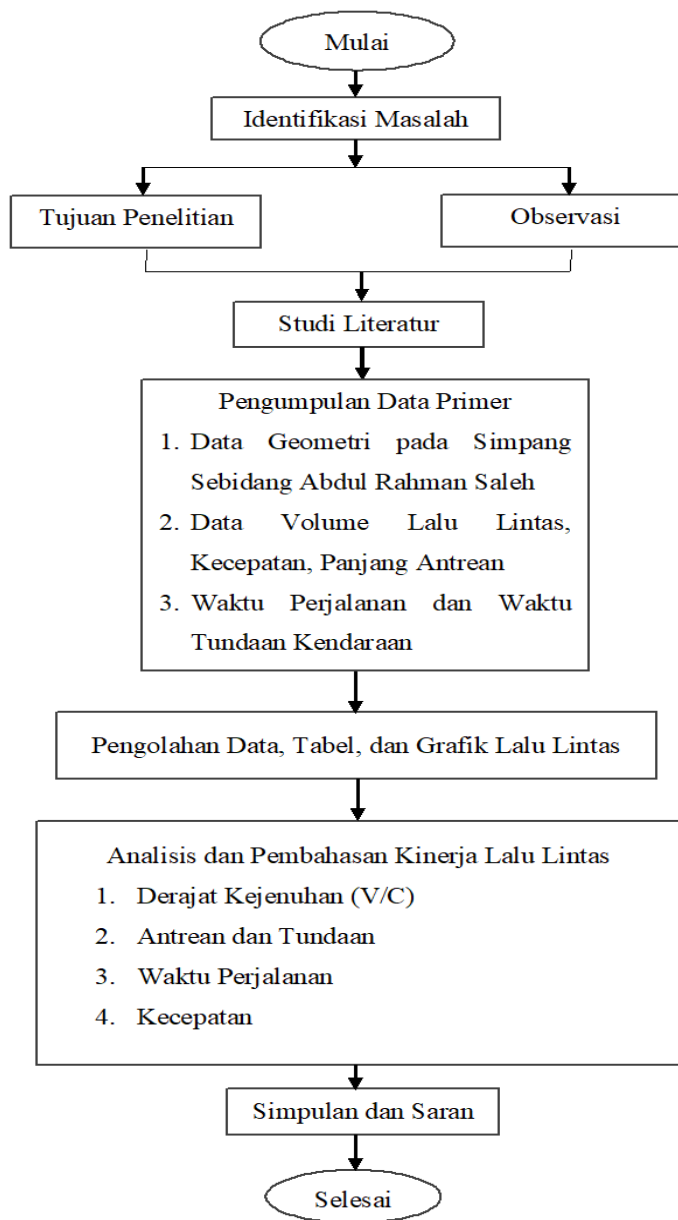 Mulai
Identifikasi Masalah
Tujuan Penelitian
Observasi
Studi Literatur
Pengumpulan Data Primer
1. Data Geometri pada Simpang
Sebidang Abdul Rahman Saleh
2. Data Volume Lalu Lintas,
Kecepatan, Panjang Antrean
3. Waktu Perjalanan dan Waktu
Tundaan Kendaraan
Pengolahan Data, Tabel, dan Grafik Lalu Lintas
Analisis dan Pembahasan Kinerja Lalu Lintas
1. Derajat Kejenuhan (V/C)
2. Antrean dan Tundaan
3. Waktu Perjalanan
4. Kecepatan
Simpulan dan Saran
Selesai